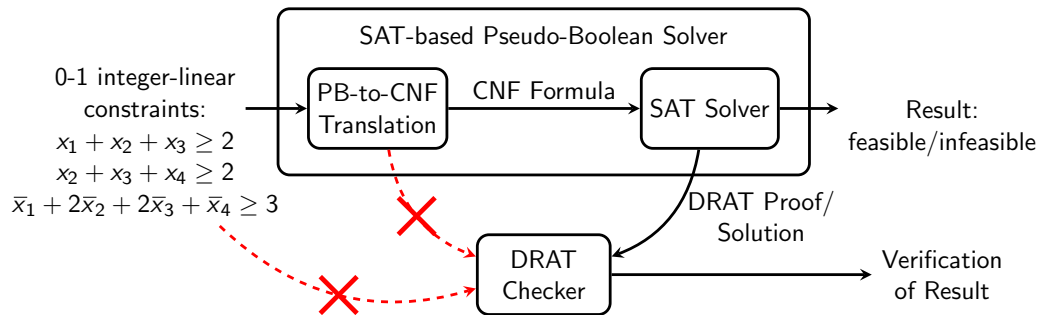 SAT-based Pseudo-Boolean Solver
0-1 integer-linear
constraints:
x₁ + x₂ + x₃ ≥ 2
x₂ + x₃ + x₄ ≥ 2
x̄₁ + 2x̄₂ + 2x̄₃ + x̄₄ ≥ 3
PB-to-CNF
Translation
CNF Formula
SAT Solver
Result:
feasible/infeasible
DRAT Proof/
Solution
DRAT
Checker
Verification
of Result